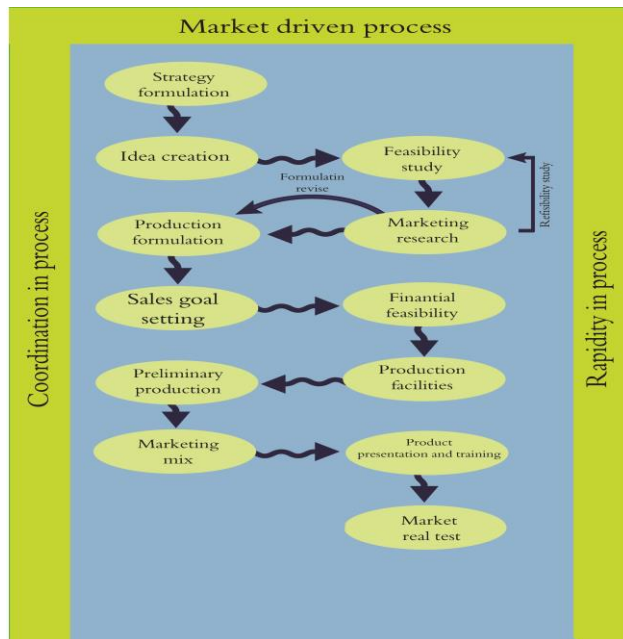 Market driven process
Coordination in process
Rapidity in process
Strategy
formulation
Idea creation
Feasibility
study
Refisibility study
Formulatin
revise
Marketing
research
Production
formulation
Sales goal
setting
Finantial
feasibility
Production
facilities
Preliminary
production
Marketing
mix
Product
presentation and training
Market
real test